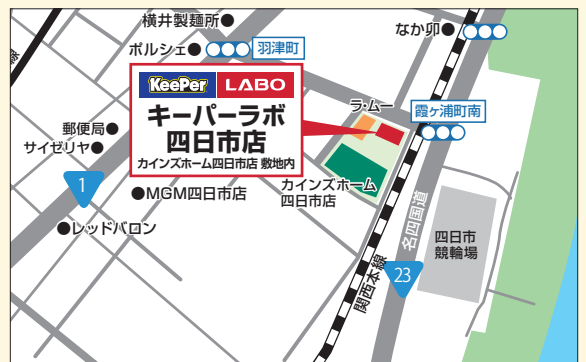 横井製麺所
ポルシェ
羽津町
なか卯
KeePer LABO
キーパーラボ
四日市店
カインズホーム四日市店 敷地内
ラ・ムー
霞ヶ浦町南
郵便局
サイゼリヤ
1
MGM四日市店
カインズホーム
四日市店
レッドバロン
名四国道
四日市
競輪場
関西本線
23